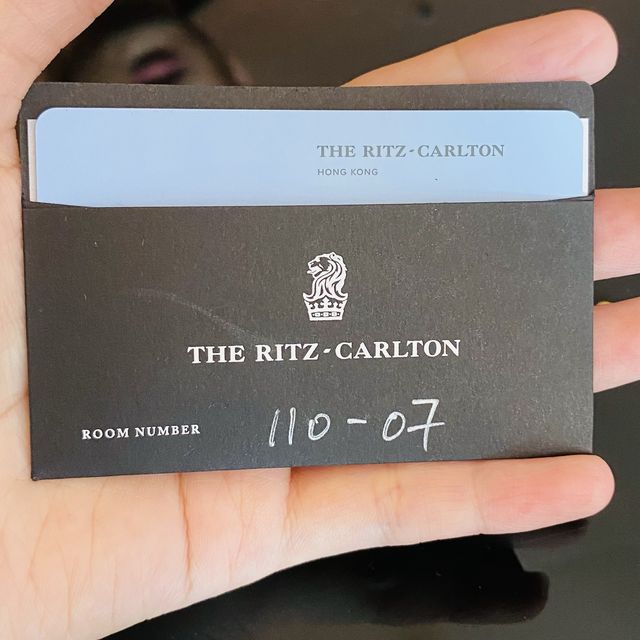 THE RITZ-CARLTON
HONG KONG
THE RITZ-CARLTON
ROOM NUMBER 110-07